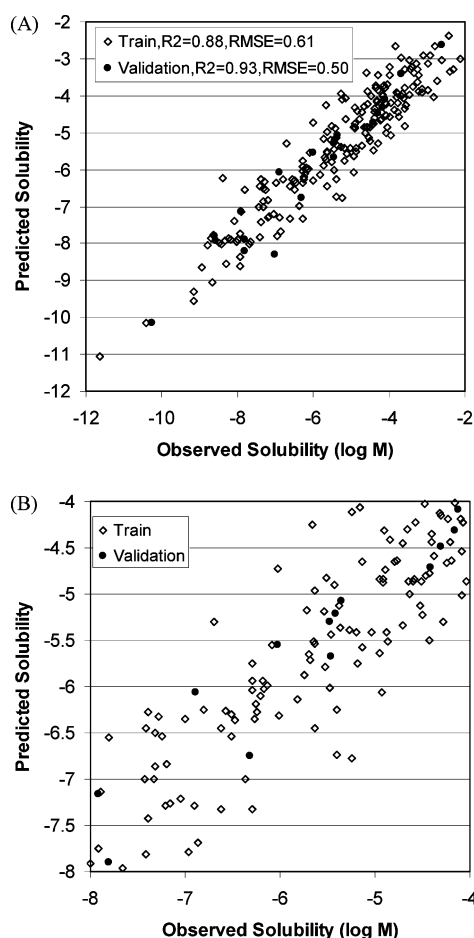 (A)
Train,R2=0.88,RMSE=0.61
Validation,R2=0.93,RMSE=0.50
Predicted Solubility
-2
-3
-4
-5
-6
-7
-8
-9
-10
-11
-12
-12 -10 -8 -6 -4 -2
Observed Solubility (log M)
(B)
Train
Validation
Predicted Solubility
-4
-4.5
-5
-5.5
-6
-6.5
-7
-7.5
-8
-8 -7 -6 -5 -4
Observed Solubility (log M)